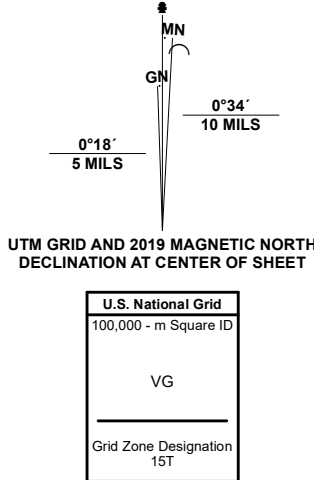 MN
GN
0°34´
10 MILS
0°18´
5 MILS
UTM GRID AND 2019 MAGNETIC NORTH
DECLINATION AT CENTER OF SHEET
U.S. National Grid
100,000 - m Square ID
VG
Grid Zone Designation
15T